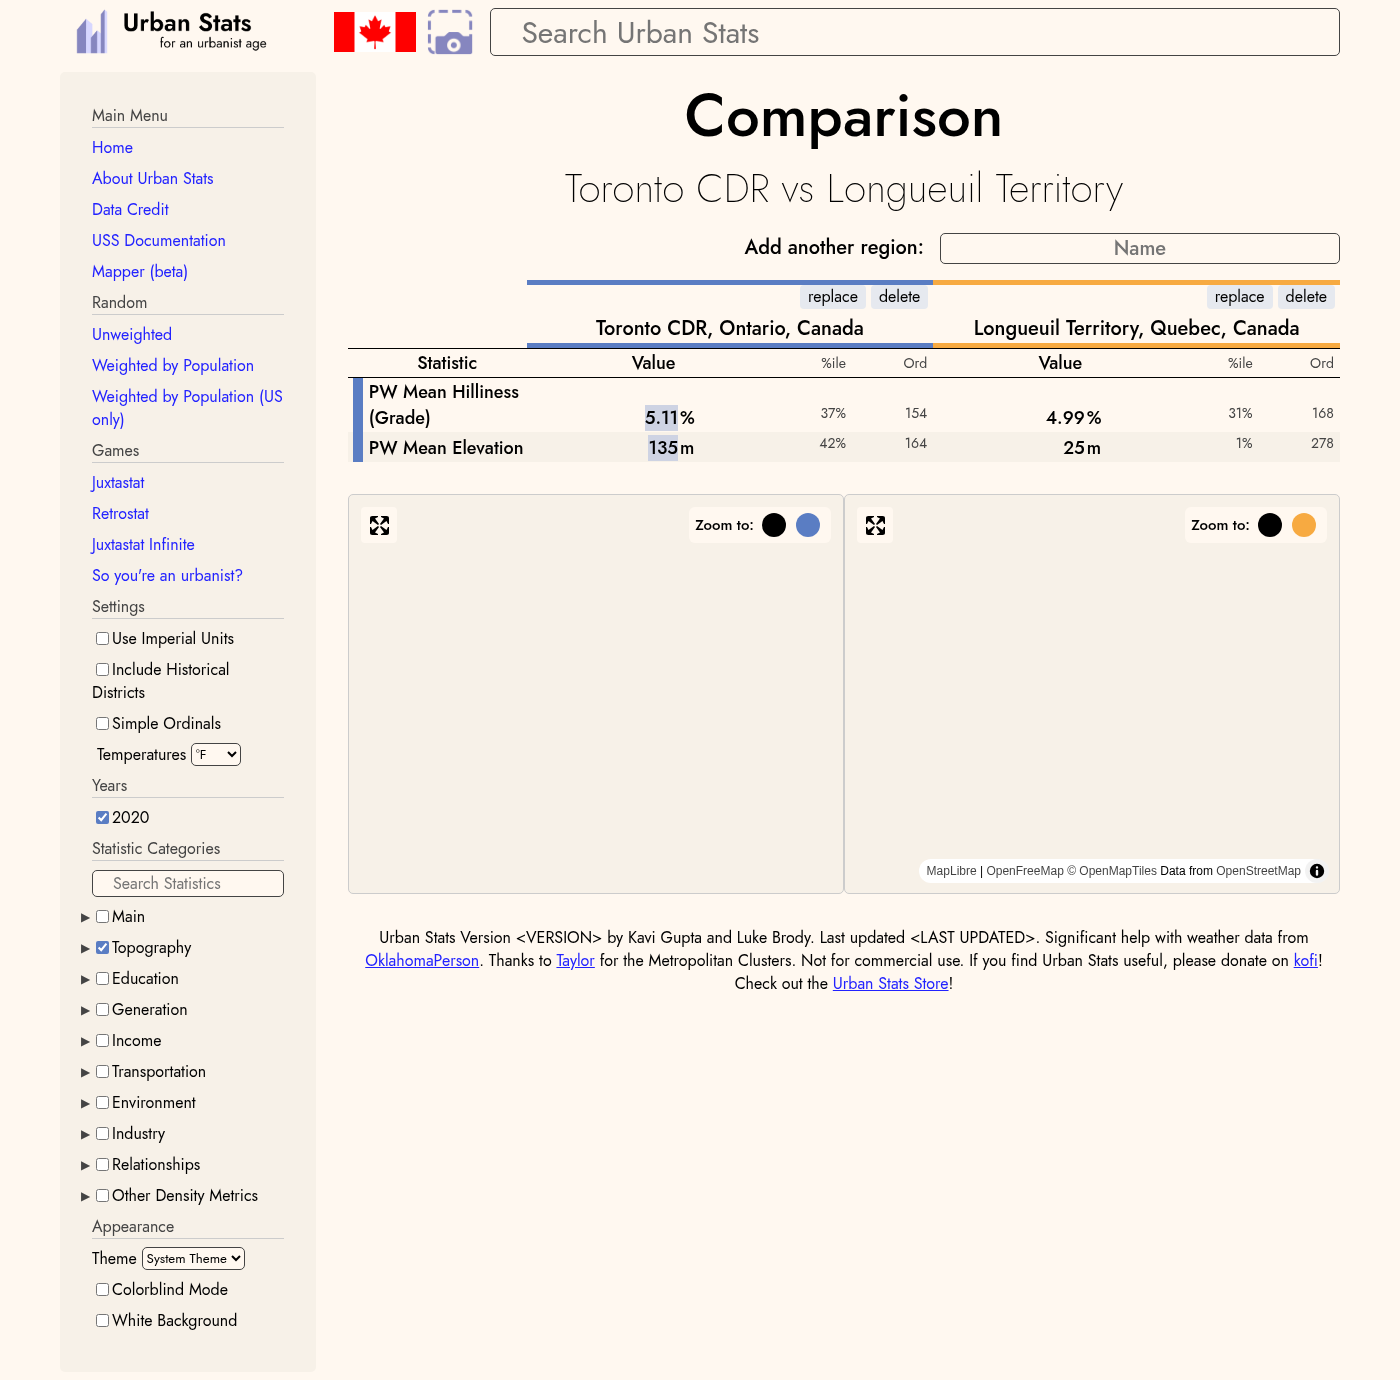 Urban Stats
for an urbanist age
Search Urban Stats
Main Menu
Home
About Urban Stats
Data Credit
USS Documentation
Mapper (beta)
Random
Unweighted
Weighted by Population
Weighted by Population (US
only)
Games
Juxtastat
Retrostat
Juxtastat Infinite
So you're an urbanist?
Settings
Use Imperial Units
Include Historical
Districts
Simple Ordinals
Temperatures °F
Years
2020
Statistic Categories
Search Statistics
Main
Topography
Education
Generation
Income
Transportation
Environment
Industry
Relationships
Other Density Metrics
Appearance
Theme System Theme
Colorblind Mode
White Background
Comparison
Toronto CDR vs Longueuil Territory
Add another region: Name
replace delete replace delete
Toronto CDR, Ontario, Canada Longueuil Territory, Quebec, Canada
Statistic Value %ile Ord Value %ile Ord
PW Mean Hilliness
(Grade) 5.11% 37% 154 4.99% 31% 168
PW Mean Elevation 135m 42% 164 25m 1% 278
Zoom to: Zoom to:
MapLibre | OpenFreeMap © OpenMapTiles Data from OpenStreetMap
Urban Stats Version <VERSION> by Kavi Gupta and Luke Brody. Last updated <LAST UPDATED>. Significant help with weather data from
OklahomaPerson. Thanks to Taylor for the Metropolitan Clusters. Not for commercial use. If you find Urban Stats useful, please donate on kofi!
Check out the Urban Stats Store!